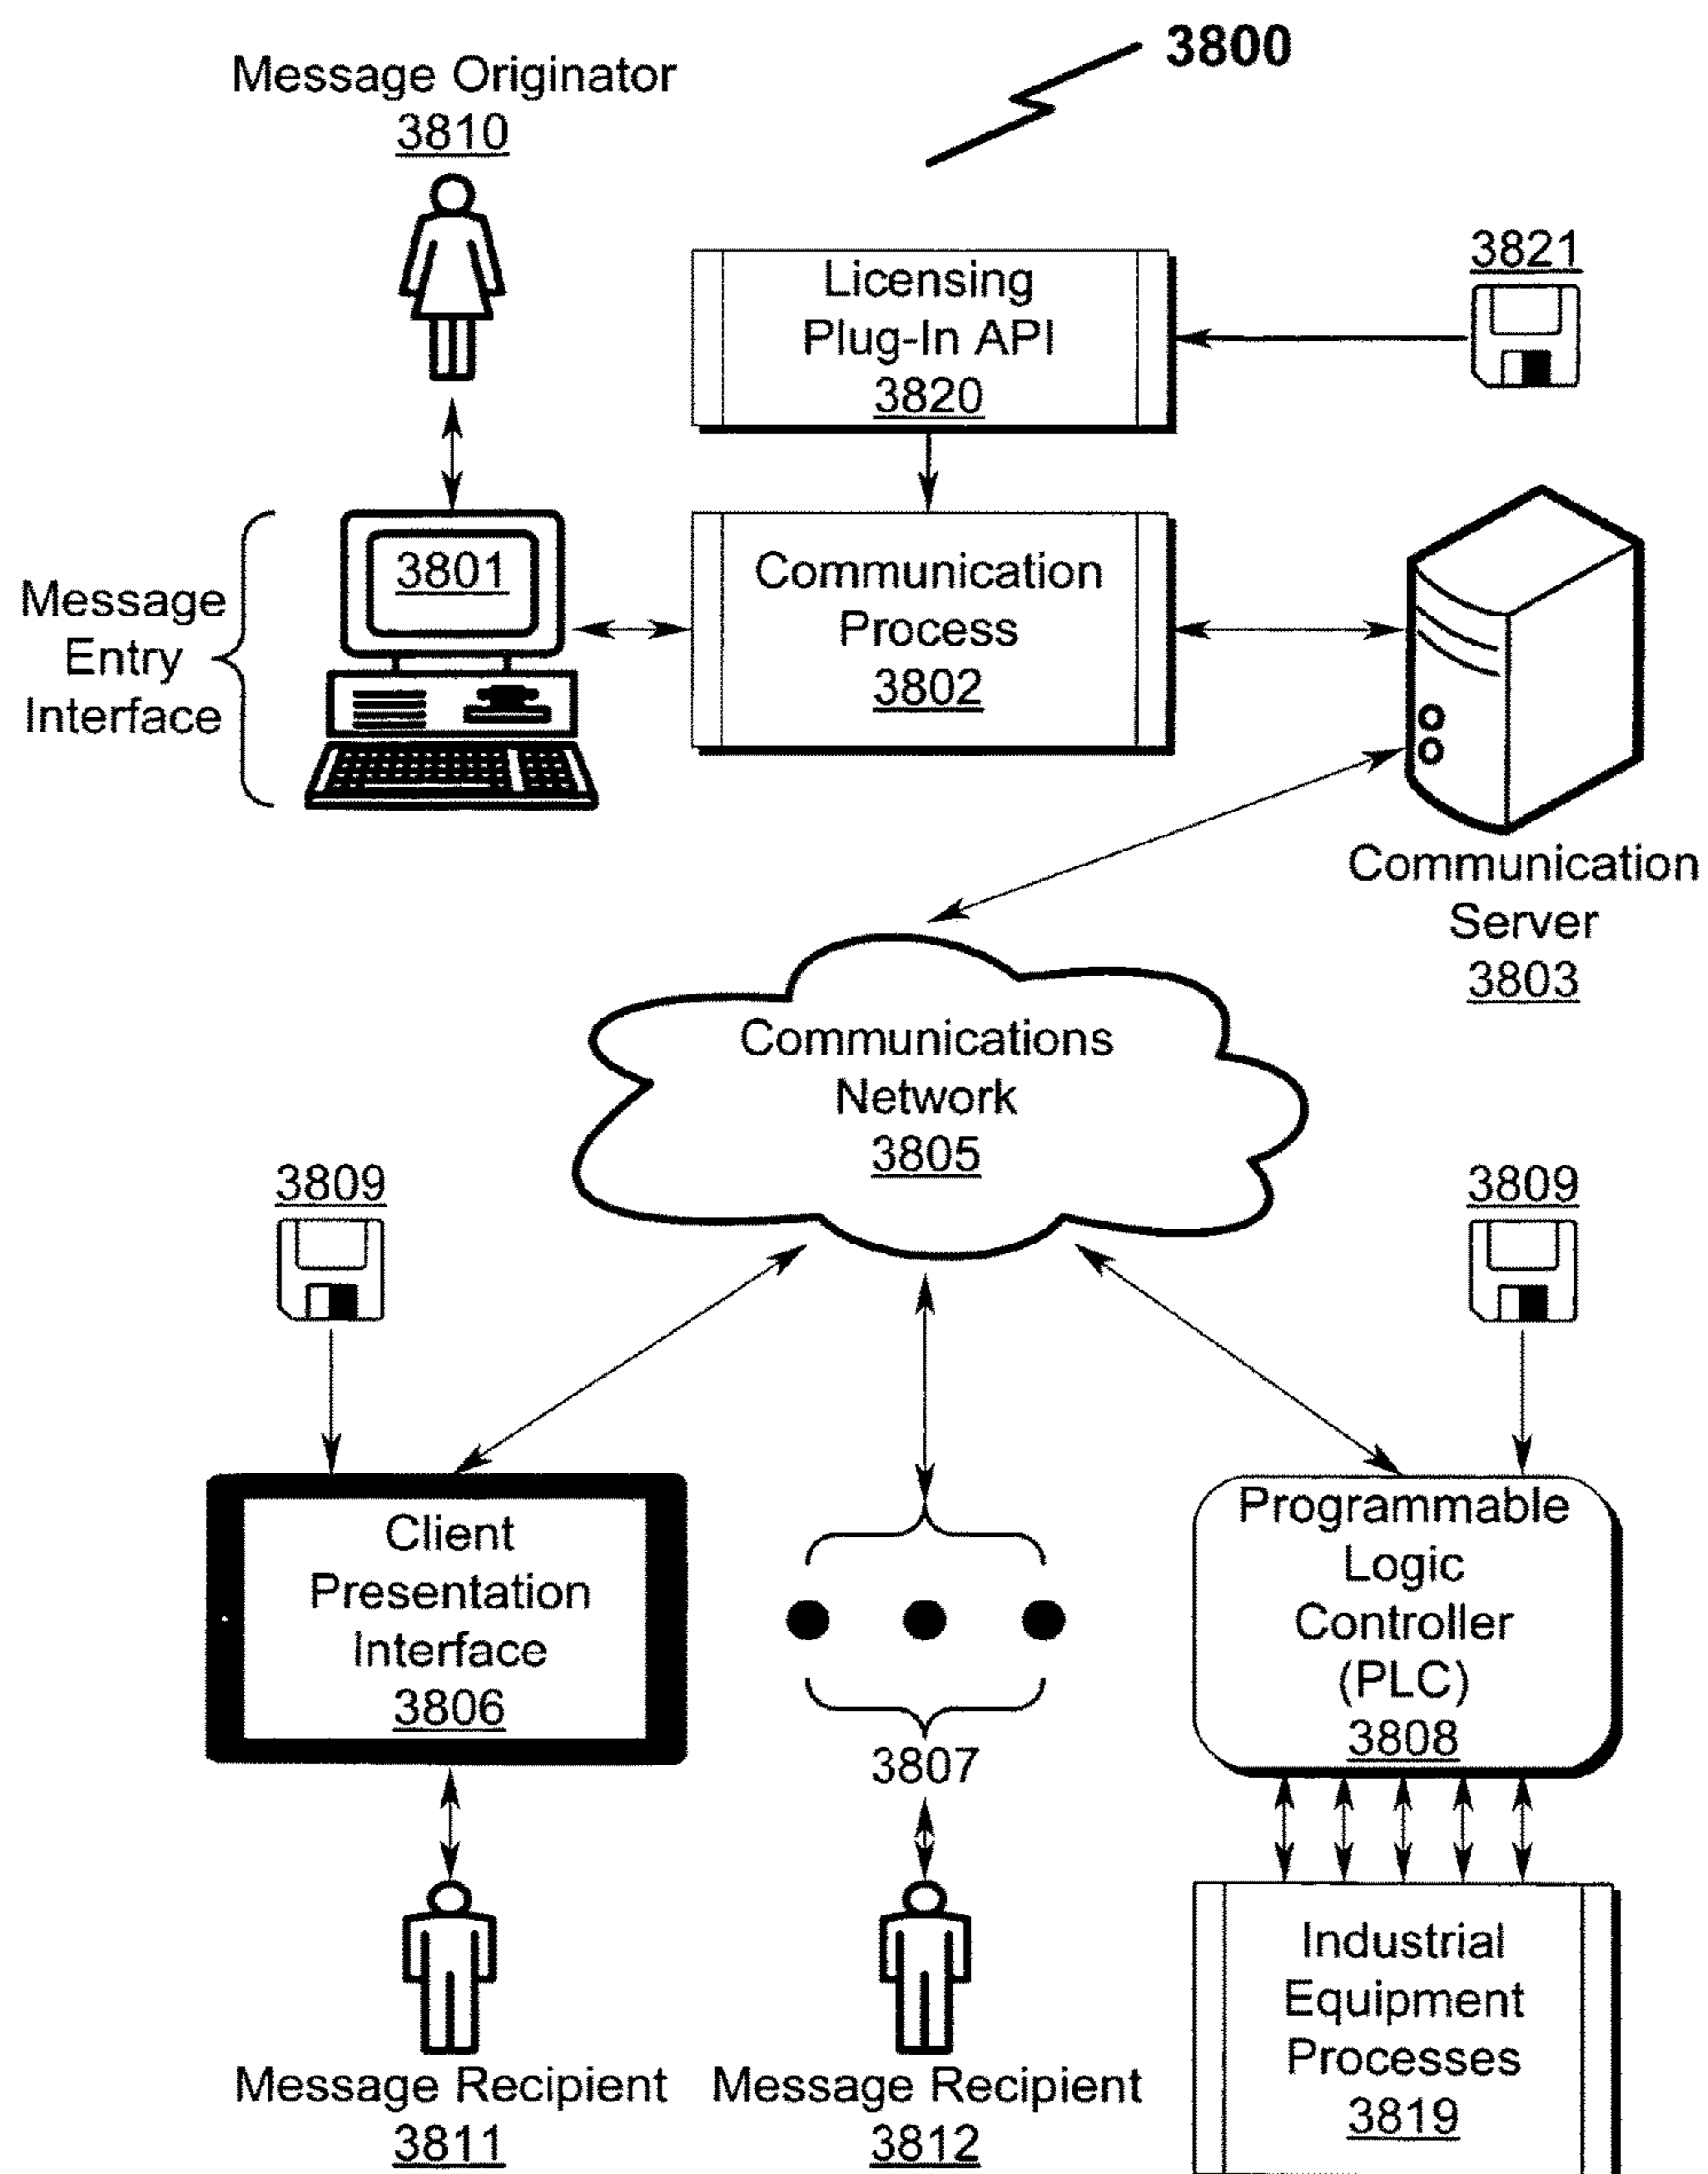 3800
Message Originator
3810
3821
Licensing
Plug-In API
3820
3801
Message
Entry
Interface
Communication
Process
3802
Communication
Server
3803
Communications
Network
3805
3809
3809
Client
Presentation
Interface
3806
3807
Programmable
Logic
Controller
(PLC)
3808
Message Recipient
3811
Message Recipient
3812
Industrial
Equipment
Processes
3819